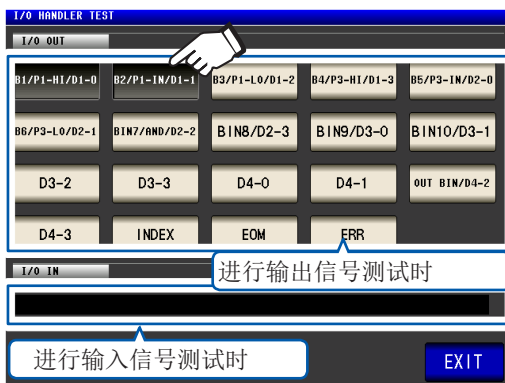 I/O HANDLER TEST
I/O OUT
B1/P1-HI/D1-0 B2/P1-IN/D1-1 B3/P1-LO/D1-2 B4/P3-HI/D1-3 B5/P3-IN/D2-0
B6/P3-LO/D2-1 BIN7/AND/D2-2 BIN8/D2-3 BIN9/D3-0 BIN10/D3-1
D3-2 D3-3 D4-0 D4-1 OUT BIN/D4-2
D4-3 INDEX EOM ERR
进行输出信号测试时
I/O IN
进行输入信号测试时
EXIT